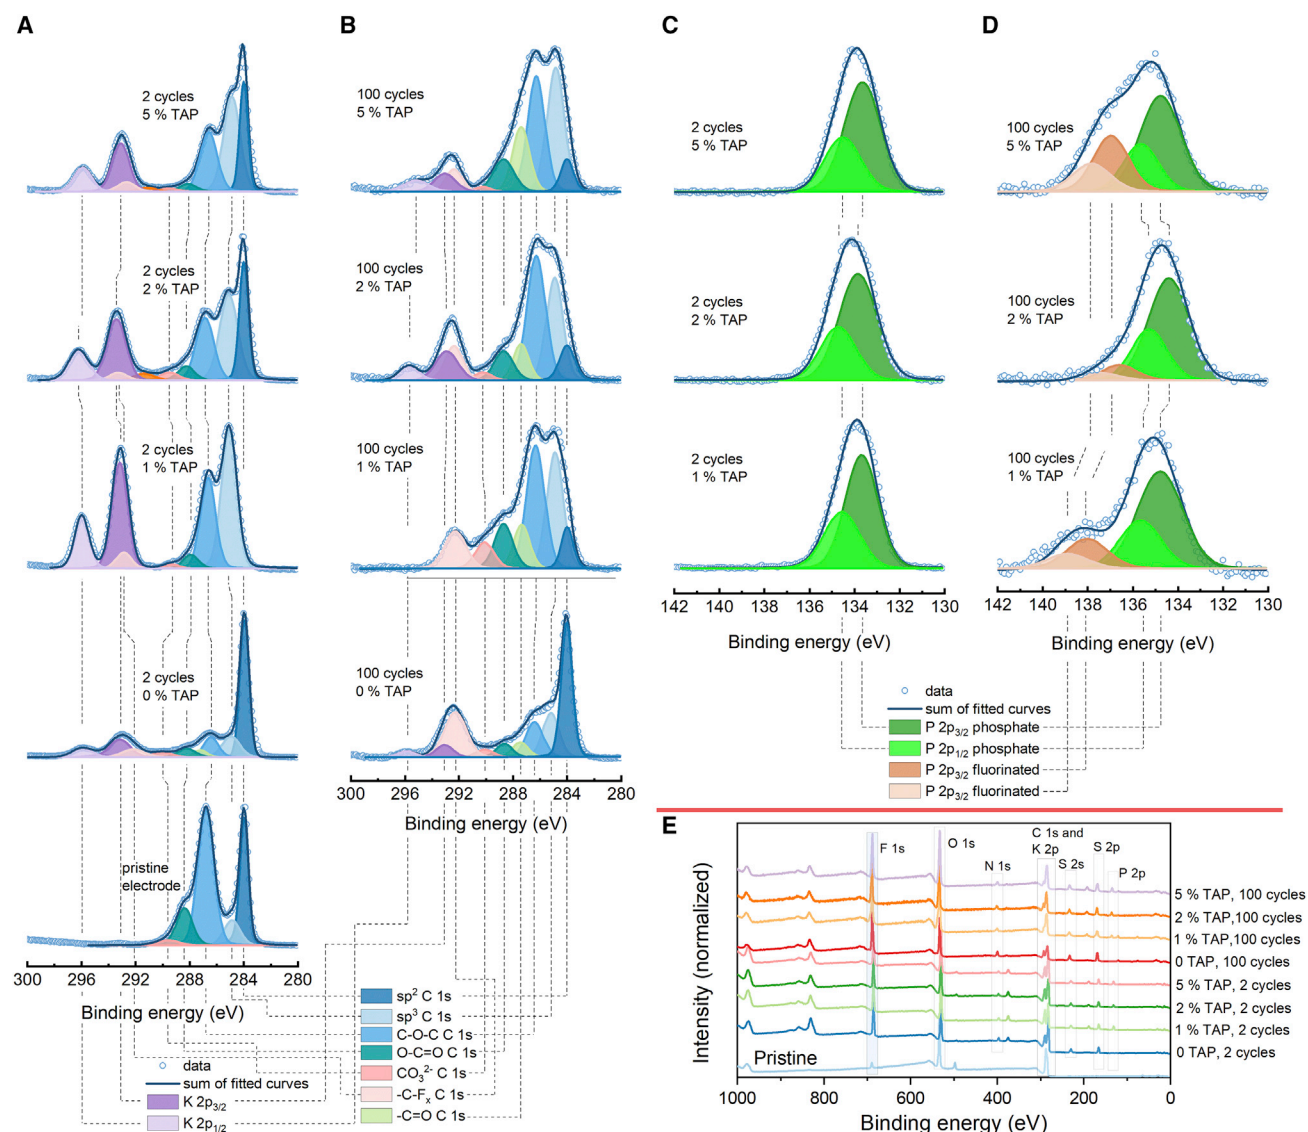 A
B
C
D
2 cycles
5 % TAP
2 cycles
2 % TAP
2 cycles
1 % TAP
2 cycles
0 % TAP
pristine
electrode
300 296 292 288 284 280
Binding energy (eV)
data
sum of fitted curves
K 2p3/2
K 2p1/2
100 cycles
5 % TAP
100 cycles
2 % TAP
100 cycles
1 % TAP
100 cycles
0 % TAP
300 296 292 288 284 280
Binding energy (eV)
sp2 C 1s
sp3 C 1s
C-O-C C 1s
O-C=O C 1s
CO32- C 1s
-C-Fx C 1s
-C=O C 1s
2 cycles
5 % TAP
2 cycles
2 % TAP
2 cycles
1 % TAP
142 140 138 136 134 132 130
Binding energy (eV)
100 cycles
5 % TAP
100 cycles
2 % TAP
100 cycles
1 % TAP
142 140 138 136 134 132 130
Binding energy (eV)
data
sum of fitted curves
P 2p3/2 phosphate
P 2p1/2 phosphate
P 2p3/2 fluorinated
P 2p3/2 fluorinated
E
Intensity (normalized)
F 1s
O 1s
N 1s
C 1s and
K 2p
S 2s
S 2p
P 2p
5 % TAP, 100 cycles
2 % TAP,100 cycles
1 % TAP,100 cycles
0 TAP, 100 cycles
5 % TAP, 2 cycles
2 % TAP, 2 cycles
1 % TAP, 2 cycles
0 TAP, 2 cycles
Pristine
1000 800 600 400 200 0
Binding energy (eV)